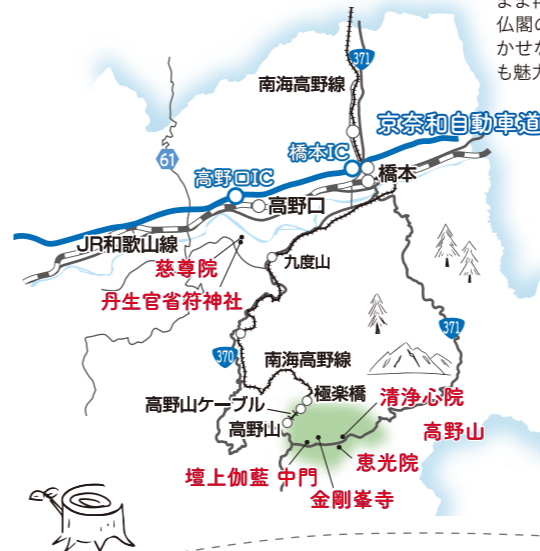 まま
仏閣の
かせな
も魅力
371
南海高野線
京奈和自動車道
橋本IC
61
橋本
高野口IC
高野口
JR和歌山線
慈尊院
九度山
丹生官省符神社
371
370
南海高野線
極楽橋
清浄心院
高野山ケーブル
高野山
高野山
恵光院
壇上伽藍 中門
金剛峯寺